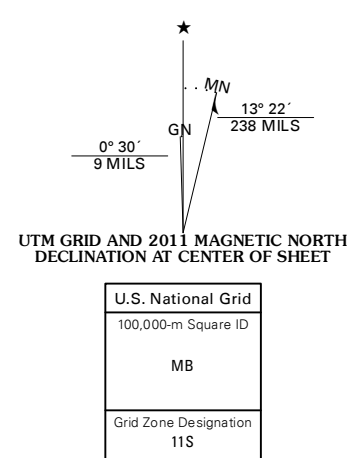 ★
MN
13° 22´
238 MILS
GN
0° 30´
9 MILS
UTM GRID AND 2011 MAGNETIC NORTH
DECLINATION AT CENTER OF SHEET
U.S. National Grid
100,000-m Square ID
MB
Grid Zone Designation
11S